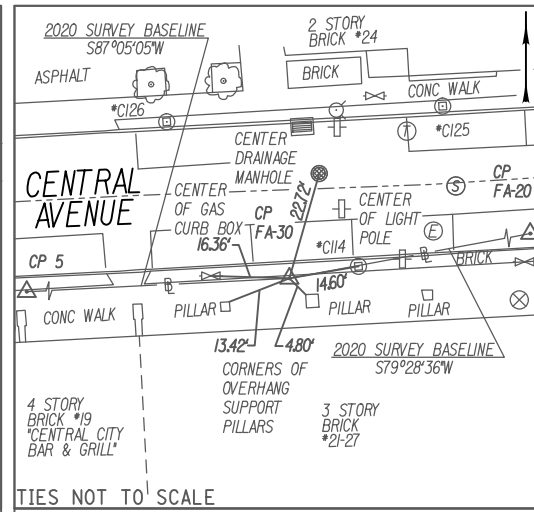 2020 SURVEY BASELINE
S87°05'05"W
2 STORY
BRICK #24
ASPHALT
BRICK
CONC WALK
#C126
T
#C125
CENTER
DRAINAGE
MANHOLE
CENTRAL
AVENUE
CENTER
OF GAS
CURB BOX
22.72'
CP
FA-30
CENTER
OF LIGHT
POLE
S
CP
FA-20
E
16.36'
#C114
CP 5
BRICK
14.60'
CONC WALK
PILLAR
PILLAR
PILLAR
13.42'
4.80'
2020 SURVEY BASELINE
S79°28'36"W
CORNERS OF
OVERHANG
SUPPORT
PILLARS
4 STORY
BRICK #19
"CENTRAL CITY
BAR & GRILL"
3 STORY
BRICK
#21-27
TIES NOT TO SCALE